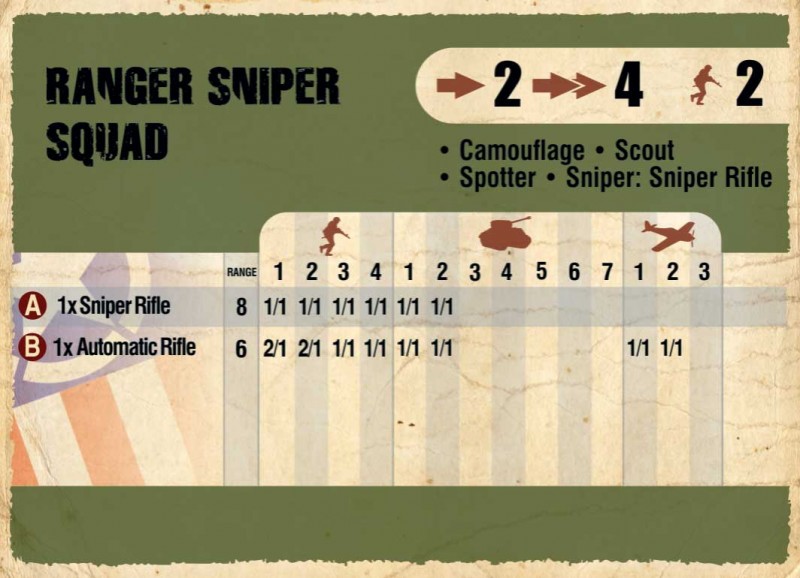 RANGER SNIPER
SQUAD
2 4 2
• Camouflage • Scout
• Spotter • Sniper: Sniper Rifle
RANGE 1 2 3 4 1 2 3 4 5 6 7 1 2 3
A 1x Sniper Rifle 8 1/1 1/1 1/1 1/1 1/1 1/1
B 1x Automatic Rifle 6 2/1 2/1 1/1 1/1 1/1 1/1 1/1 1/1